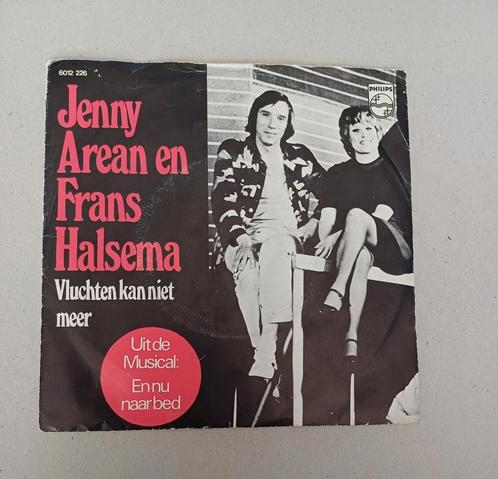 6012 226
PHILIPS
Jenny
Arean en
Frans
Halsema
Vluchten kan niet
meer
Uit de
Musical:
En nu
naar bed